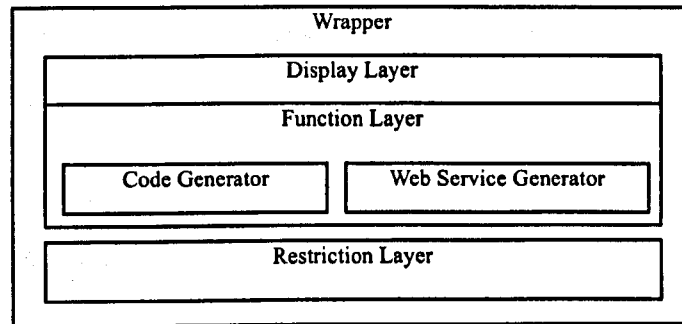 Wrapper
Display Layer
Function Layer
Code Generator
Web Service Generator
Restriction Layer